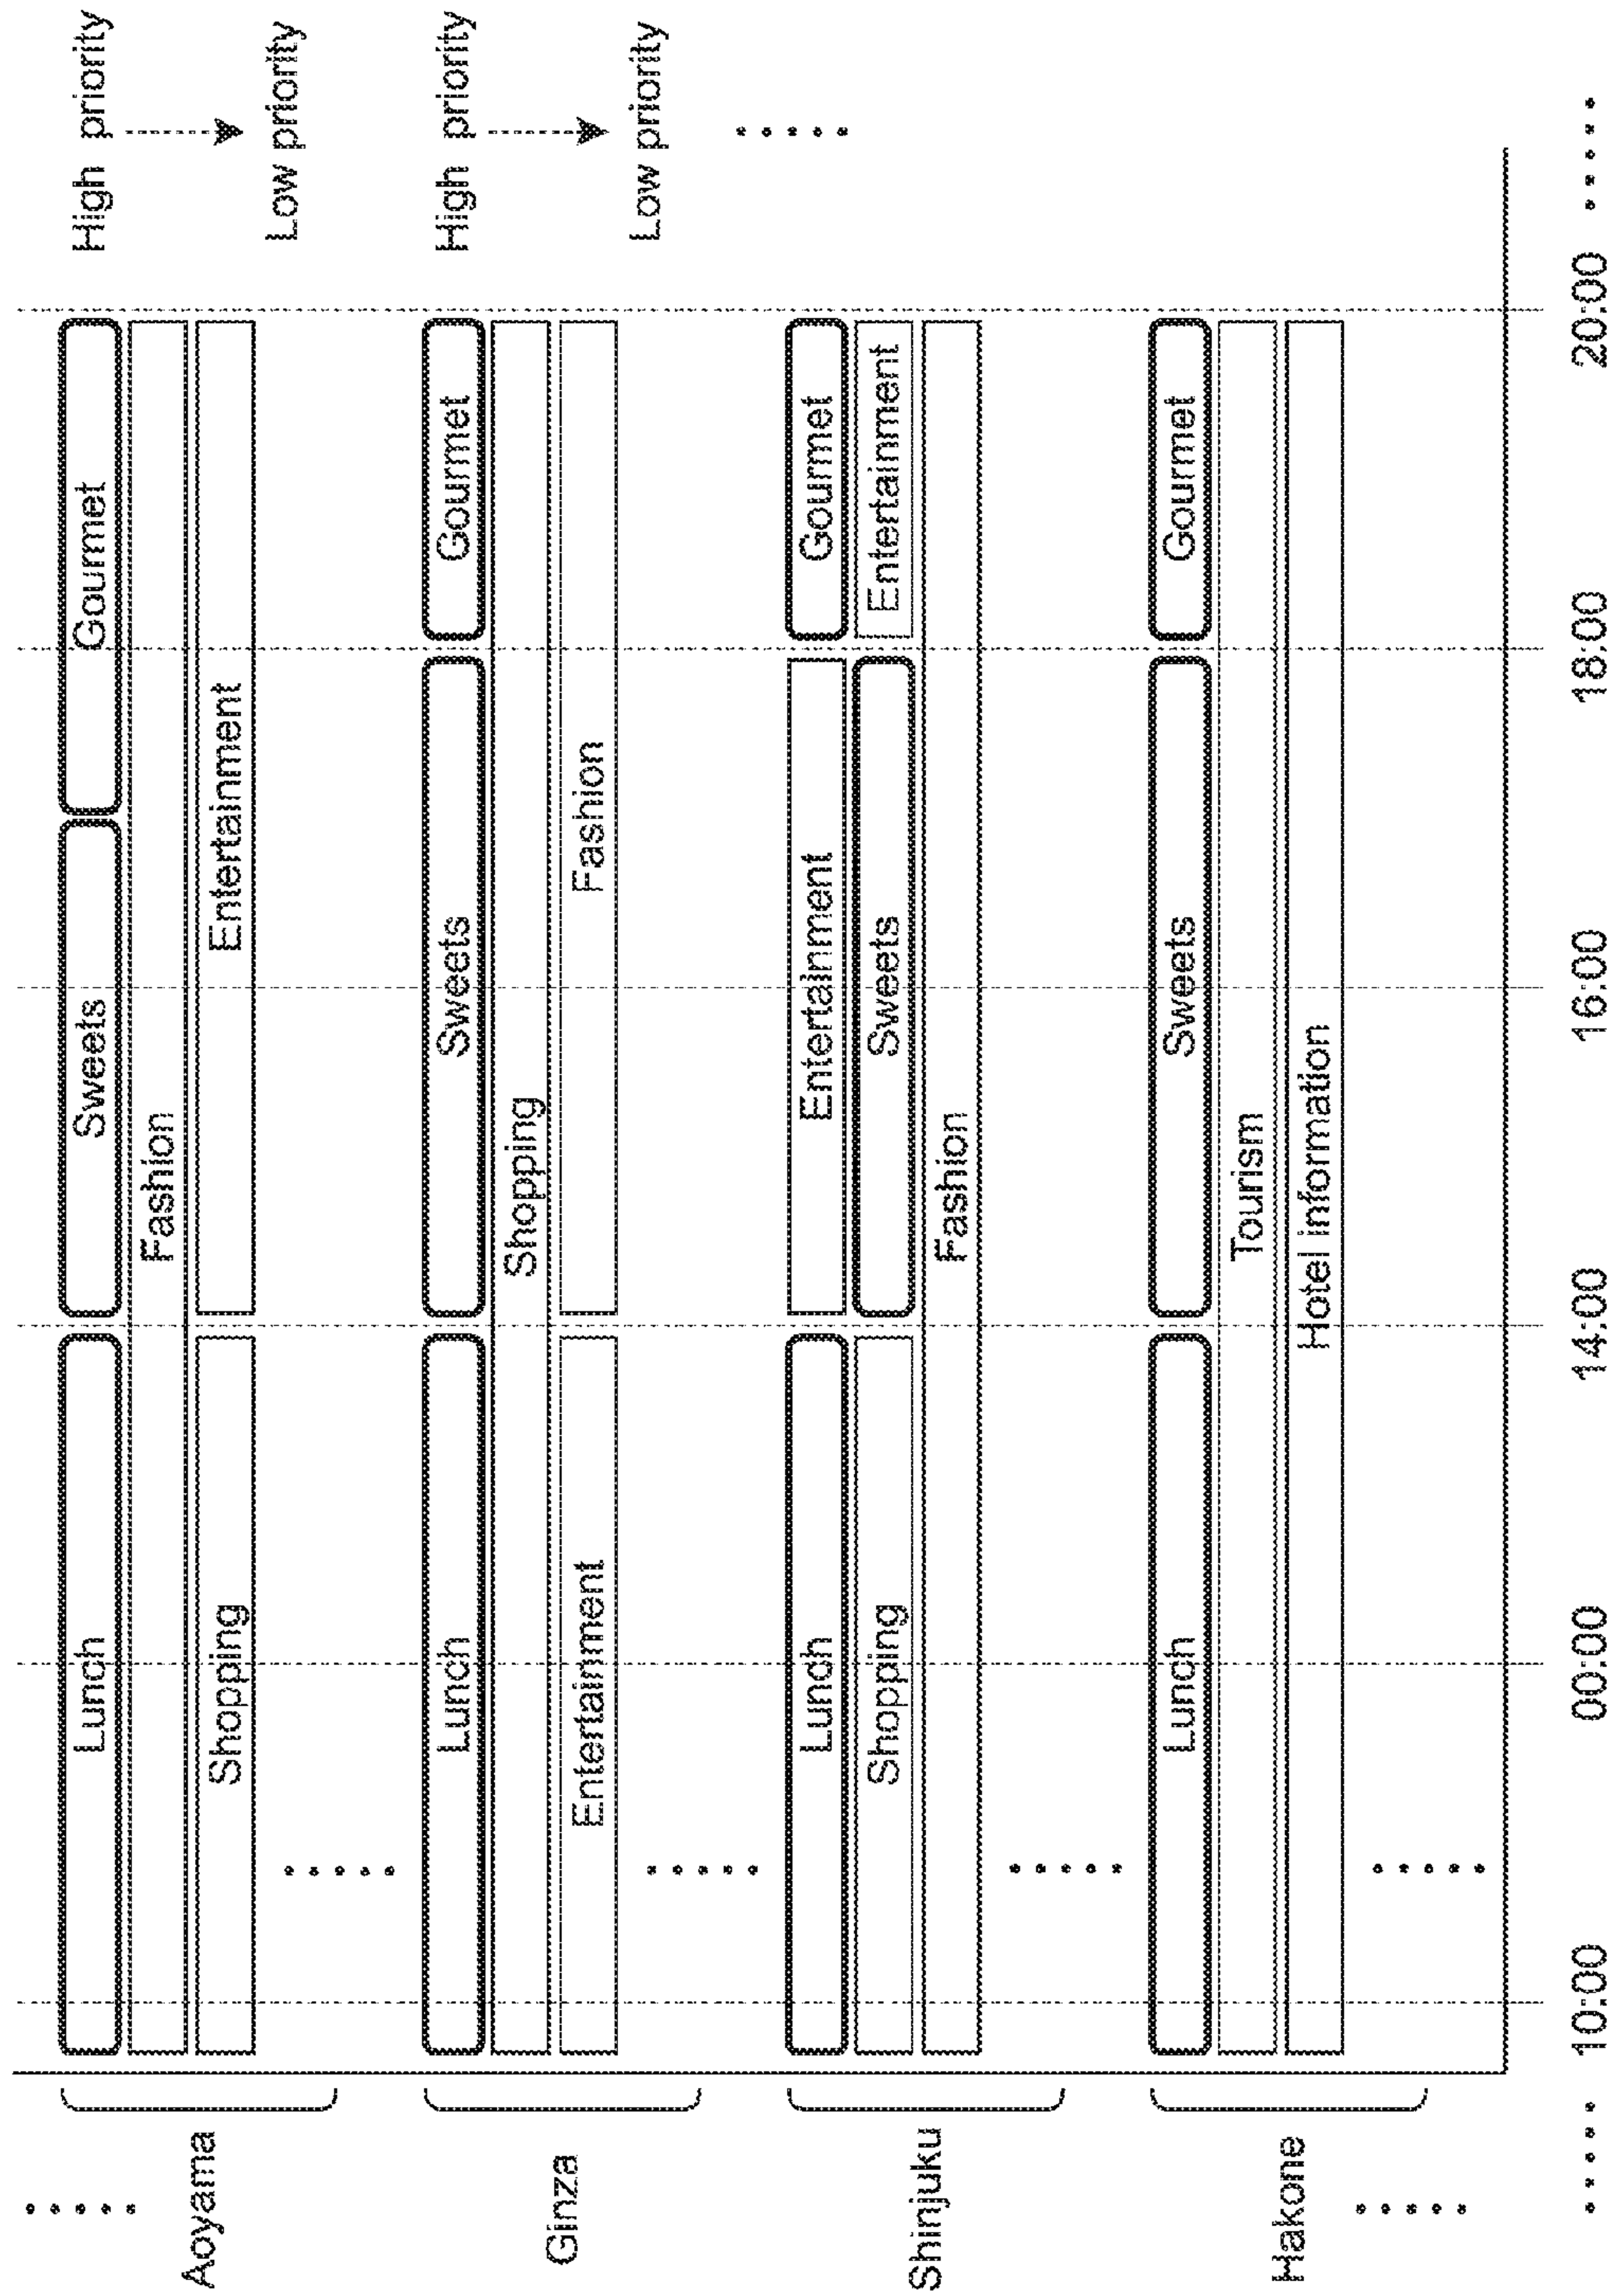 High priority
Low priority
High priority
Low priority
Aoyama
Lunch
Sweets
Gourmet
Fashion
Shopping
Entertainment
Ginza
Lunch
Sweets
Gourmet
Shopping
Entertainment
Fashion
Shinjuku
Lunch
Entertainment
Gourmet
Shopping
Sweets
Entertainment
Fashion
Hakone
Lunch
Sweets
Gourmet
Tourism
Hotel information
10:00 00:00 14:00 16:00 18:00 20:00